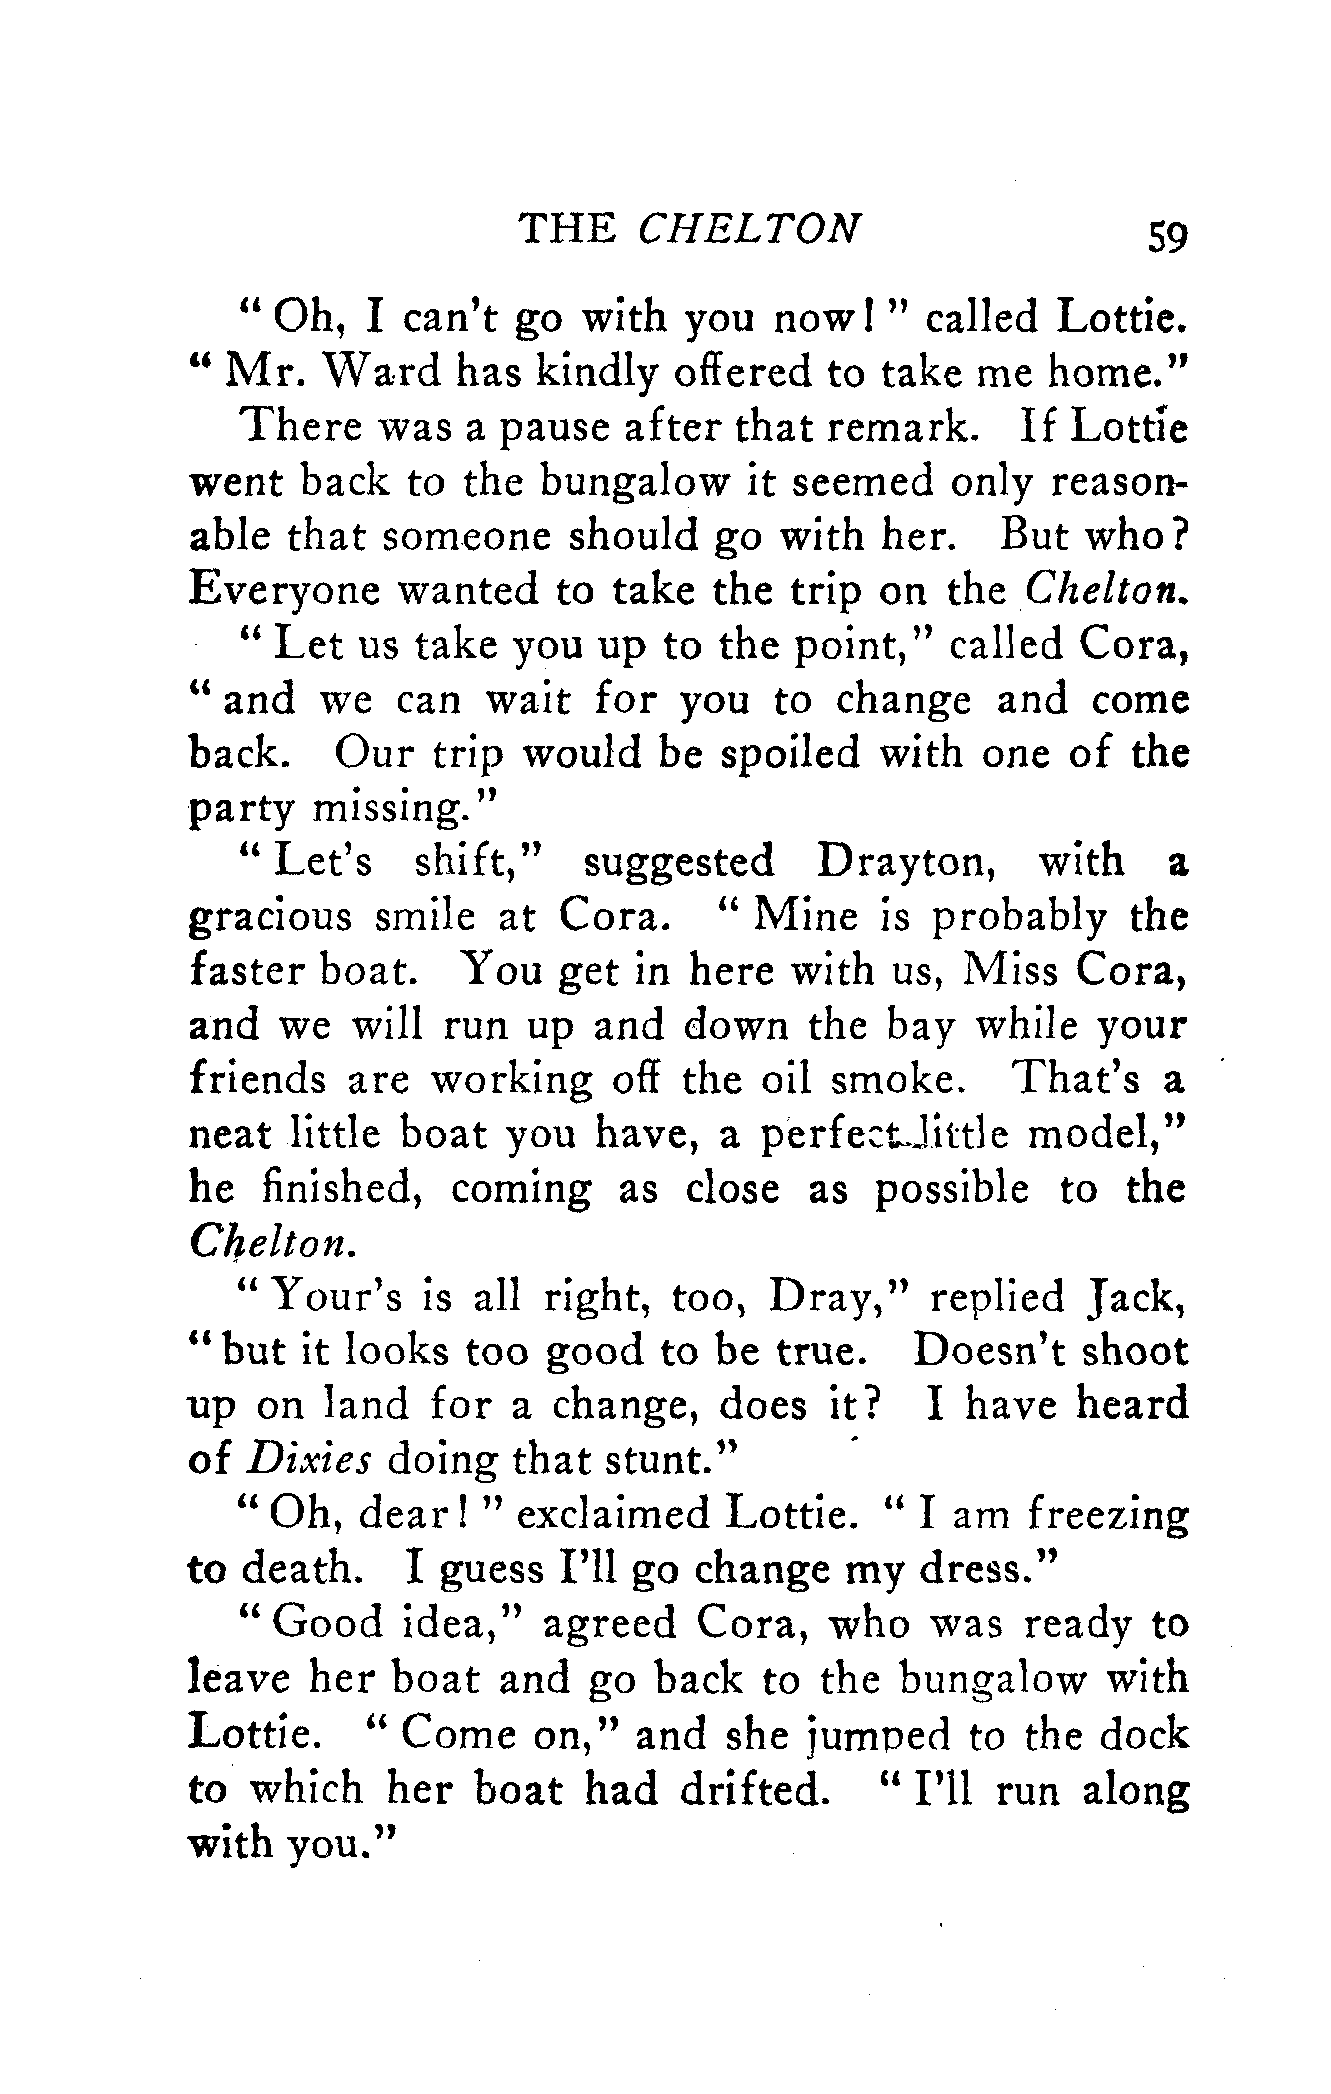 THE CHELTON 59
" Oh, I can't go with you now! " called Lottie.
" Mr. Ward has kindly offered to take me home."
There was a pause after that remark. If Lottie
went back to the bungalow it seemed only reason-
able that someone should go with her. But who?
Everyone wanted to take the trip on the Chelton.
" Let us take you up to the point," called Cora,
" and we can wait for you to change and come
back. Our trip would be spoiled with one of the
party missing."
" Let's shift," suggested Drayton, with a
gracious smile at Cora. " Mine is probably the
faster boat. You get in here with us, Miss Cora,
and we will run up and down the bay while your
friends are working off the oil smoke. That's a
neat little boat you have, a perfect little model,"
he finished, coming as close as possible to the
Chelton.
" Your's is all right, too, Dray," replied Jack,
" but it looks too good to be true. Doesn't shoot
up on land for a change, does it? I have heard
of Dixies doing that stunt."
" Oh, dear! " exclaimed Lottie. " I am freezing
to death. I guess I'll go change my dress."
" Good idea," agreed Cora, who was ready to
leave her boat and go back to the bungalow with
Lottie. " Come on," and she jumped to the dock
to which her boat had drifted. " I'll run along
with you."